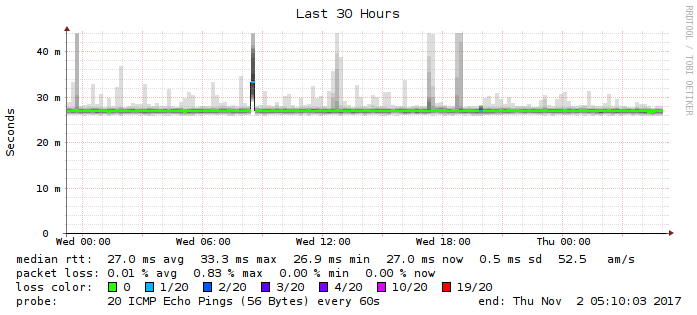 Last 30 Hours
RRDTOOL / TOBI OETIKER
Seconds
40 m
30 m
20 m
10 m
0
Wed 00:00 Wed 06:00 Wed 12:00 Wed 18:00 Thu 00:00
median rtt: 27.0 ms avg 33.3 ms max 26.9 ms min 27.0 ms now 0.5 ms sd 52.5 am/s
packet loss: 0.01 % avg 0.83 % max 0.00 % min 0.00 % now
loss color: 0 1/20 2/20 3/20 4/20 10/20 19/20
probe: 20 ICMP Echo Pings (56 Bytes) every 60s end: Thu Nov 2 05:10:03 2017